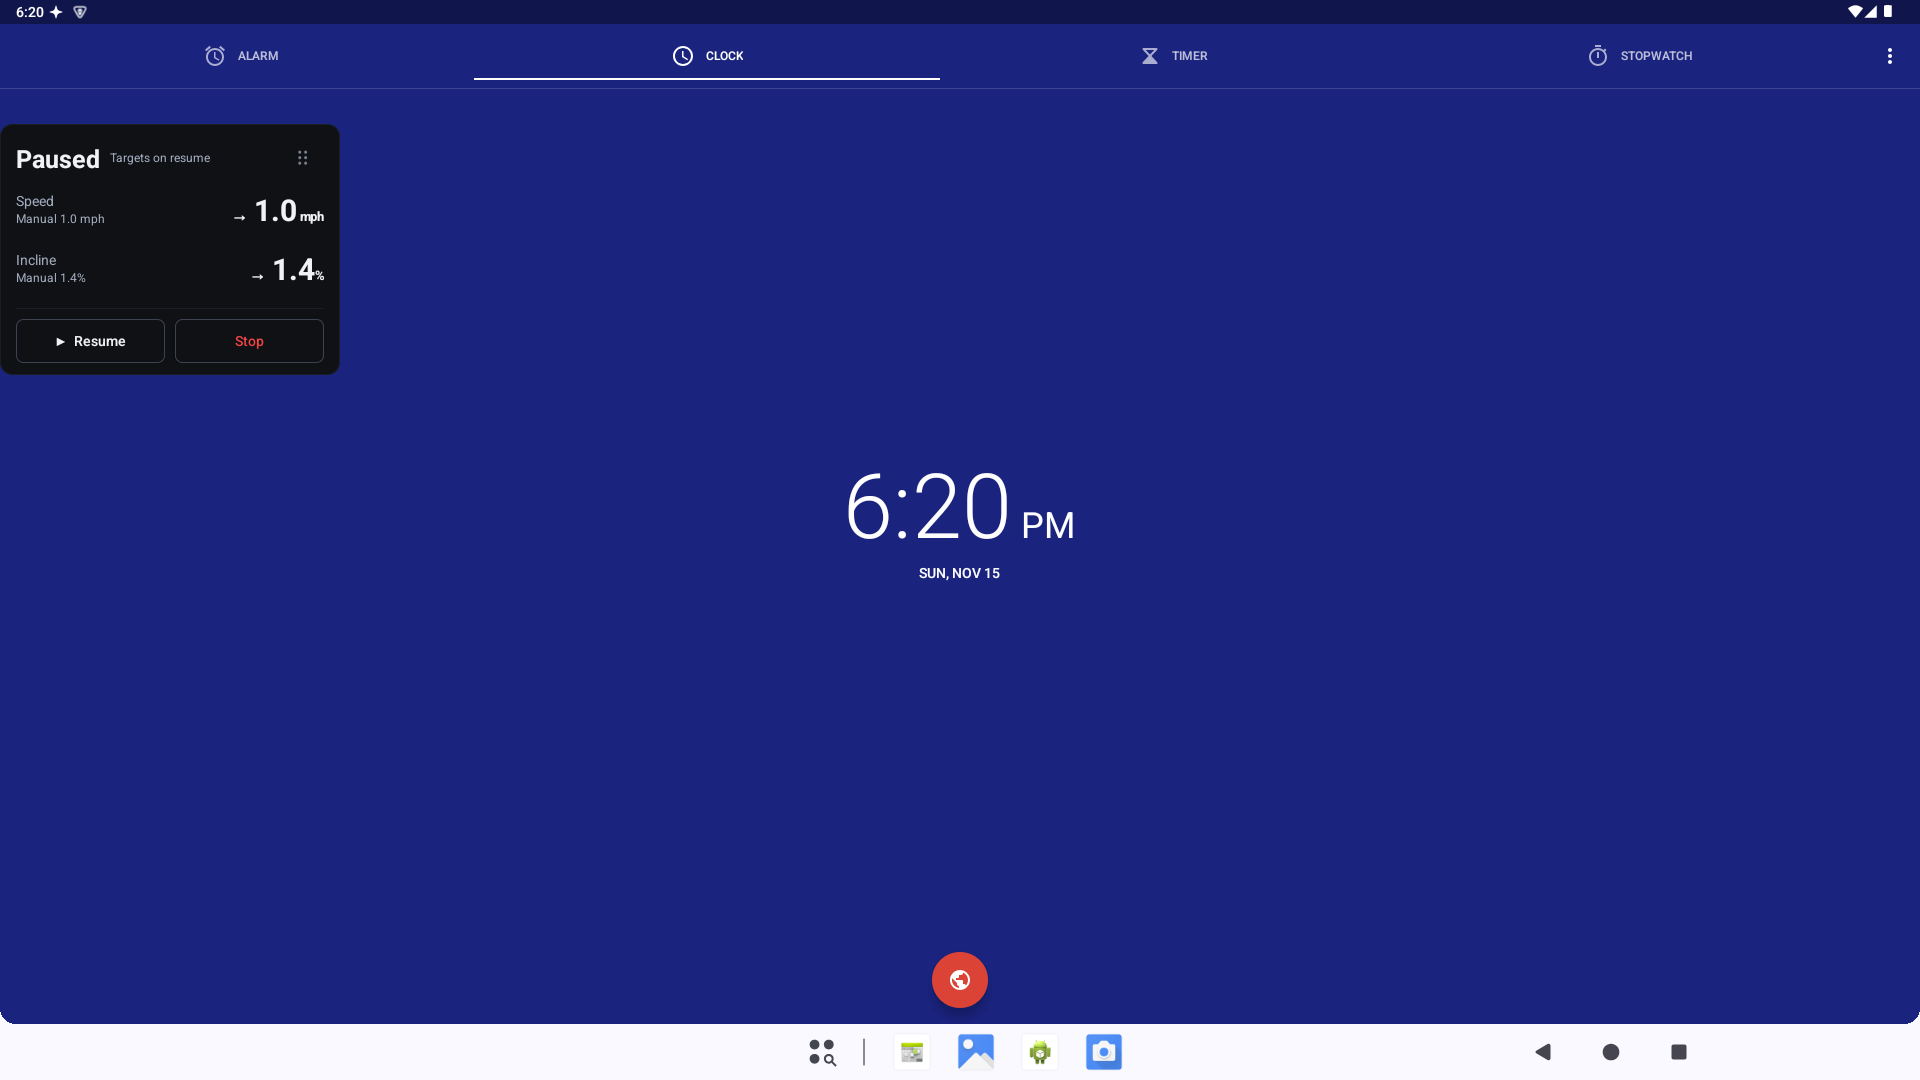 6:20
ALARM
CLOCK
TIMER
STOPWATCH
Paused Targets on resume
Speed
Manual 1.0 mph
→ 1.0 mph
Incline
Manual 1.4%
→ 1.4%
► Resume
Stop
6:20 PM
SUN, NOV 15